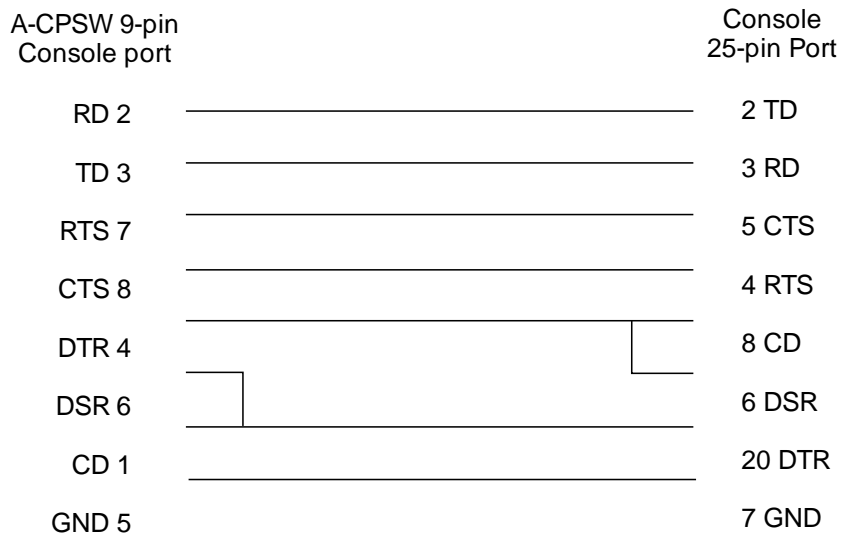 A-CPSW 9-pin
Console port
Console
25-pin Port
RD 2
2 TD
TD 3
3 RD
RTS 7
5 CTS
CTS 8
4 RTS
DTR 4
8 CD
DSR 6
6 DSR
CD 1
20 DTR
GND 5
7 GND